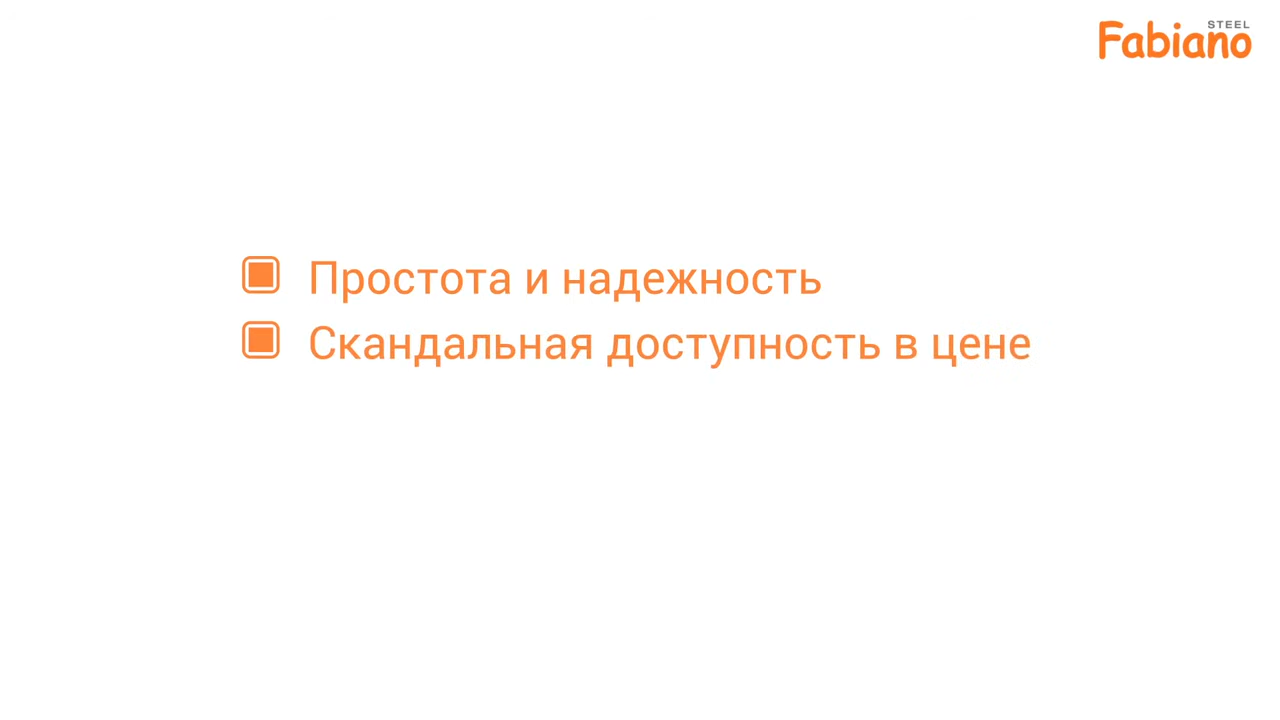 STEEL
Fabiano
Простота и надежность
Скандальная доступность в цене